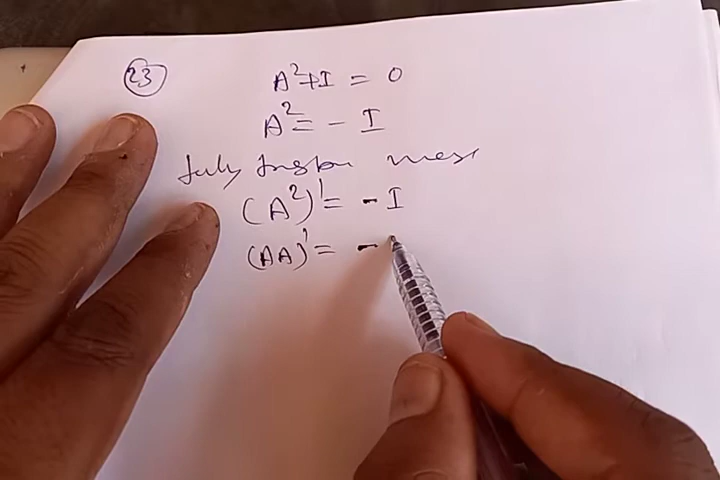 23
A² + I = 0
A² = - I
(A²)' = - I
(AA)' = -